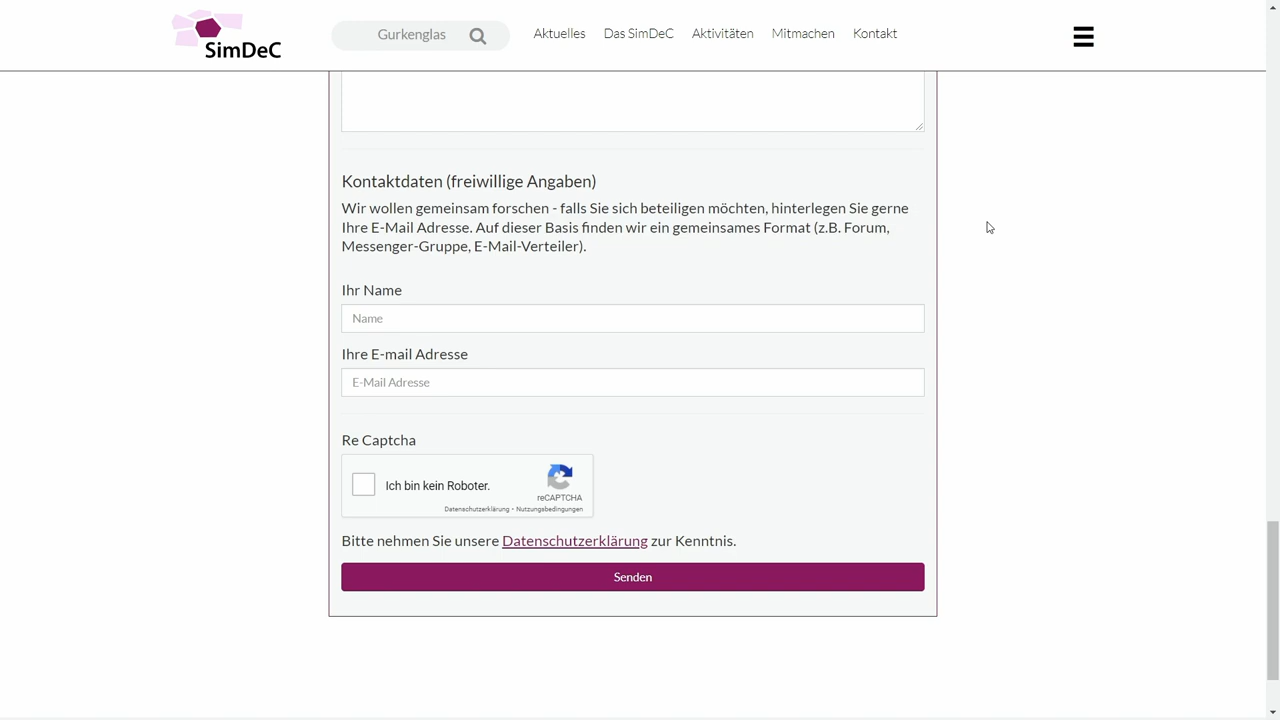 SimDeC
Gurkenglas
Aktuelles Das SimDeC Aktivitäten Mitmachen Kontakt
Kontaktdaten (freiwillige Angaben)
Wir wollen gemeinsam forschen - falls Sie sich beteiligen möchten, hinterlegen Sie gerne
Ihre E-Mail Adresse. Auf dieser Basis finden wir ein gemeinsames Format (z.B. Forum,
Messenger-Gruppe, E-Mail-Verteiler).
Ihr Name
Name
Ihre E-mail Adresse
E-Mail Adresse
Re Captcha
Ich bin kein Roboter.
reCAPTCHA
Datenschutzerklärung • Nutzungsbedingungen
Bitte nehmen Sie unsere Datenschutzerklärung zur Kenntnis.
Senden